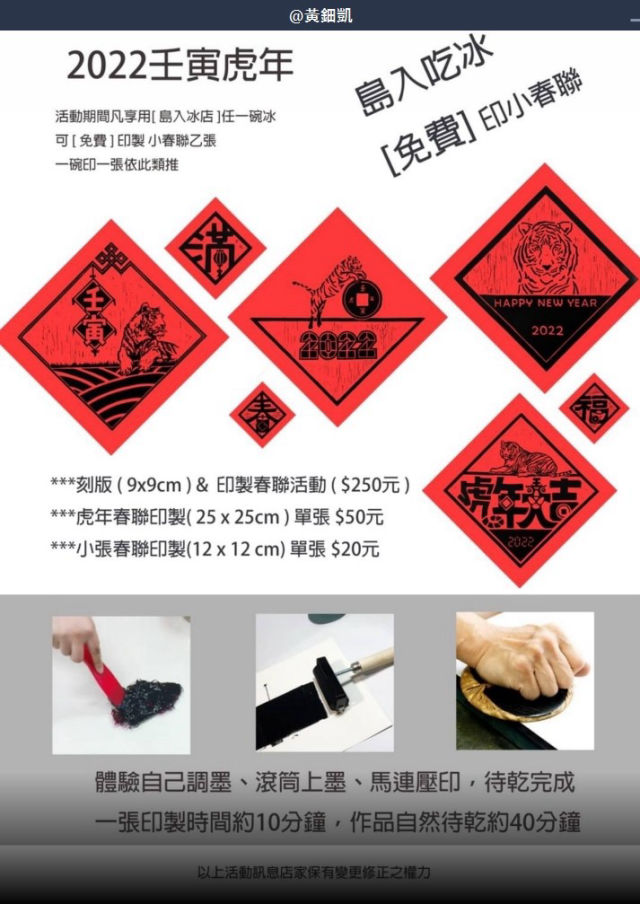 @黃鈿凱
2022壬寅虎年
島入吃冰
[免費] 印小春聯
活動期間凡享用[ 島入冰店 ]任一碗冰
可 [ 免費 ] 印製 小春聯乙張
一碗印一張依此類推
壬寅
滿
2022
HAPPY NEW YEAR
2022
春
福
虎年大吉
2022
***刻版 ( 9x9cm ) & 印製春聯活動 ( $250元 )
***虎年春聯印製( 25 x 25cm ) 單張 $50元
***小張春聯印製(12 x 12 cm) 單張 $20元
體驗自己調墨、滾筒上墨、馬連壓印，待乾完成
一張印製時間約10分鐘，作品自然待乾約40分鐘
以上活動訊息店家保有變更修正之權力